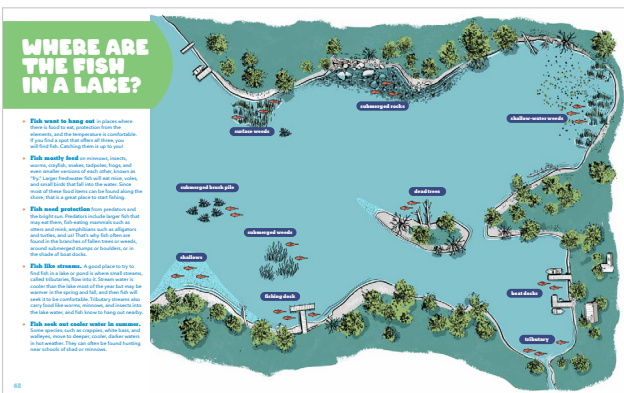 WHERE ARE
THE FISH
IN A LAKE?
• Fish want to hang out in places where
there is food to eat, protection from the
elements, and the temperature is comfortable.
If you find a spot that offers all three, you
will find fish. Catching them is up to you!
• Fish mostly feed on minnows, insects,
worms, crayfish, snakes, tadpoles, frogs, and
even smaller versions of each other, known as
"fry." Larger freshwater fish will eat mice, voles,
and small birds that fall into the water. Since
most of these food items can be found along the
shore, that is a great place to start fishing.
• Fish need protection from predators and
the bright sun. Predators include larger fish that
may eat them, fish-eating mammals such as
otters and mink, amphibians such as alligators
and turtles, and us! That's why fish often are
found in the branches of fallen trees or weeds,
around submerged stumps or boulders, or in
the shade of boat docks.
• Fish like streams. A good place to try to
find fish in a lake or pond is where small streams,
called tributaries, flow into it. Stream water is
cooler than the lake most of the year but may be
warmer in the spring and fall, and then fish will
seek it to be comfortable. Tributary streams also
carry food like worms, minnows, and insects into
the lake water, and fish know to hang out nearby.
• Fish seek out cooler water in summer.
Some species, such as crappies, white bass, and
walleyes, move to deeper, cooler, darker waters
in hot weather. They can often be found hunting
near schools of shad or minnows.
submerged rocks
shallow-water weeds
surface weeds
submerged brush pile
dead trees
submerged weeds
shallows
fishing dock
boat docks
tributary